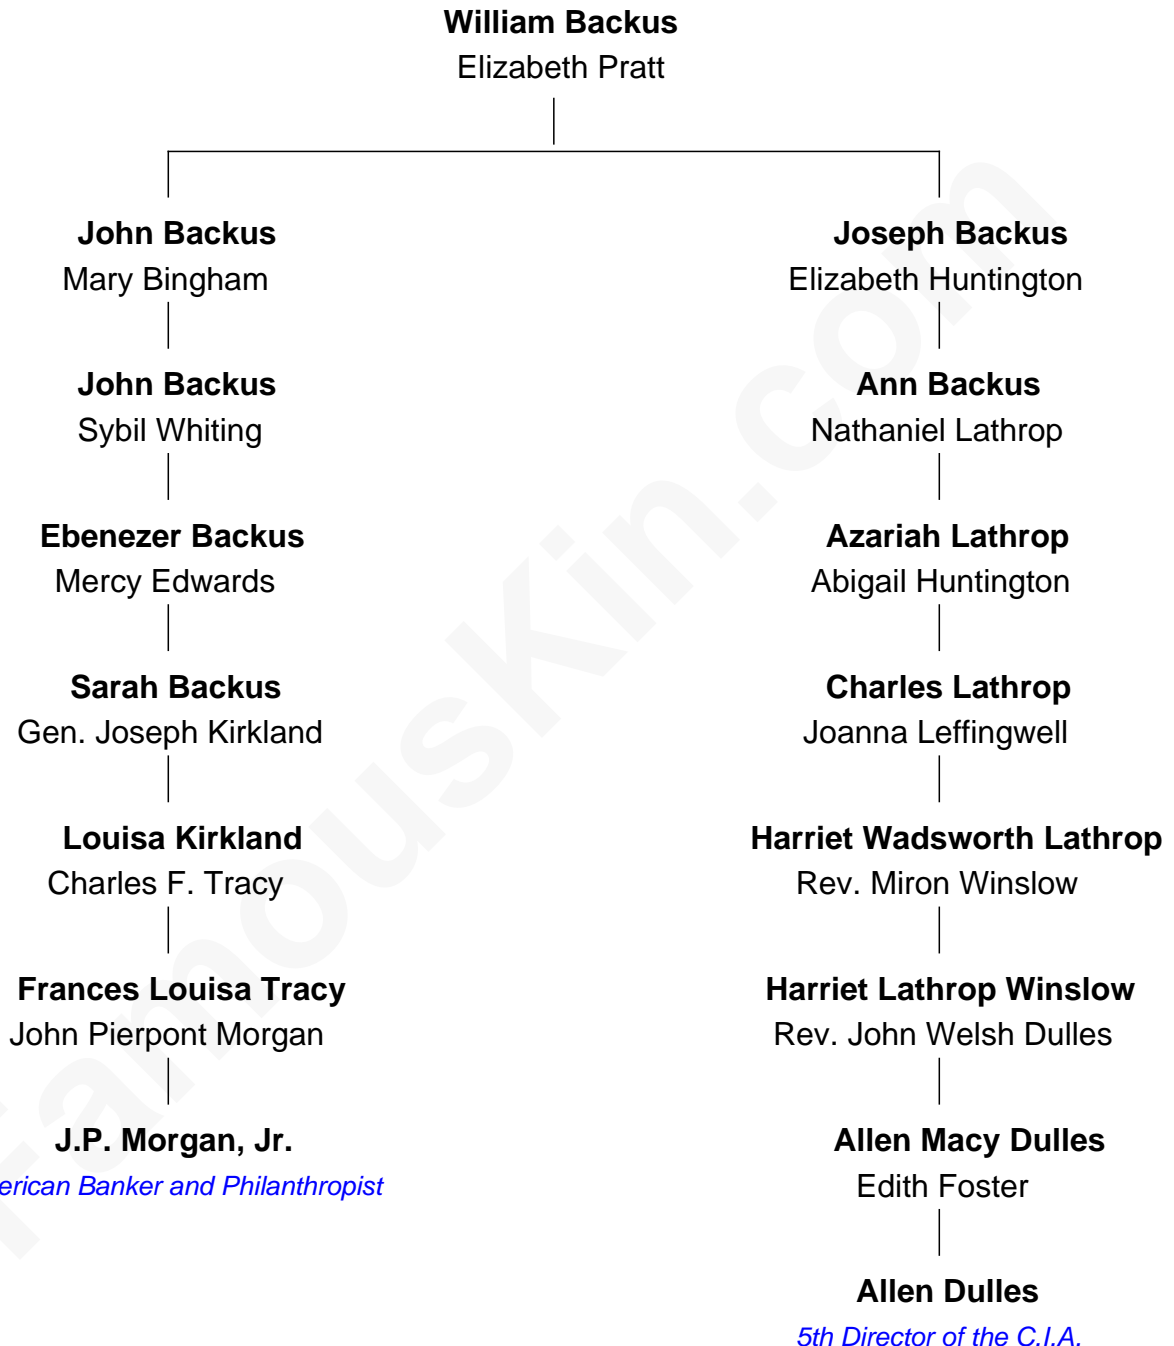 William Backus
Elizabeth Pratt
John Backus
Mary Bingham
John Backus
Sybil Whiting
Ebenezer Backus
Mercy Edwards
Sarah Backus
Gen. Joseph Kirkland
Louisa Kirkland
Charles F. Tracy
Frances Louisa Tracy
John Pierpont Morgan
J.P. Morgan, Jr.
erican Banker and Philanthropist
Joseph Backus
Elizabeth Huntington
Ann Backus
Nathaniel Lathrop
Azariah Lathrop
Abigail Huntington
Charles Lathrop
Joanna Leffingwell
Harriet Wadsworth Lathrop
Rev. Miron Winslow
Harriet Lathrop Winslow
Rev. John Welsh Dulles
Allen Macy Dulles
Edith Foster
Allen Dulles
5th Director of the C.I.A.
FamousKin.com